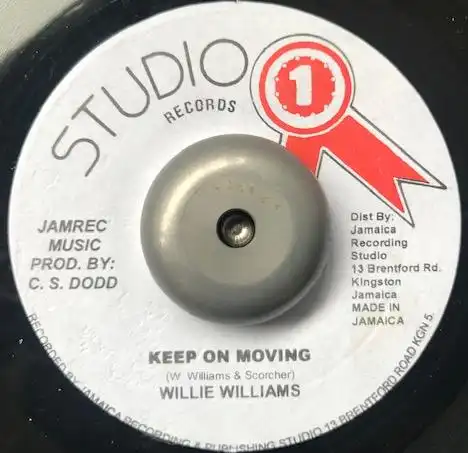 STUDIO
1
RECORDS
JAMREC
MUSIC
PROD. BY:
C. S. DODD
Dist By:
Jamaica
Recording
Studio
13 Brentford Rd.
Kingston
Jamaica
MADE IN
JAMAICA
KEEP ON MOVING
(W. Williams & Scorcher)
WILLIE WILLIAMS
RECORDED BY JAMAICA RECORDING & PUBLISHING STUDIO 13 BRENTFORD ROAD KGN 5.